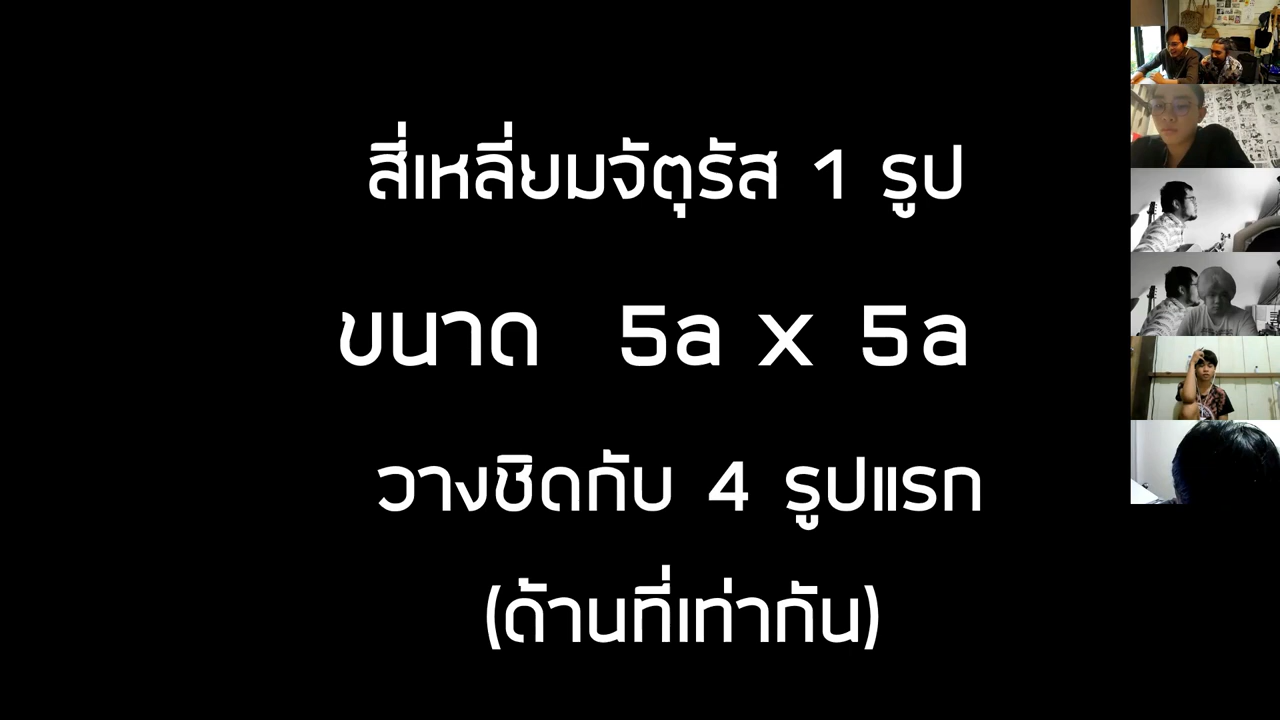 สี่เหลี่ยมจัตุรัส 1 รูป
ขนาด 5a x 5a
วางชิดกับ 4 รูปแรก
(ด้านที่เท่ากัน)